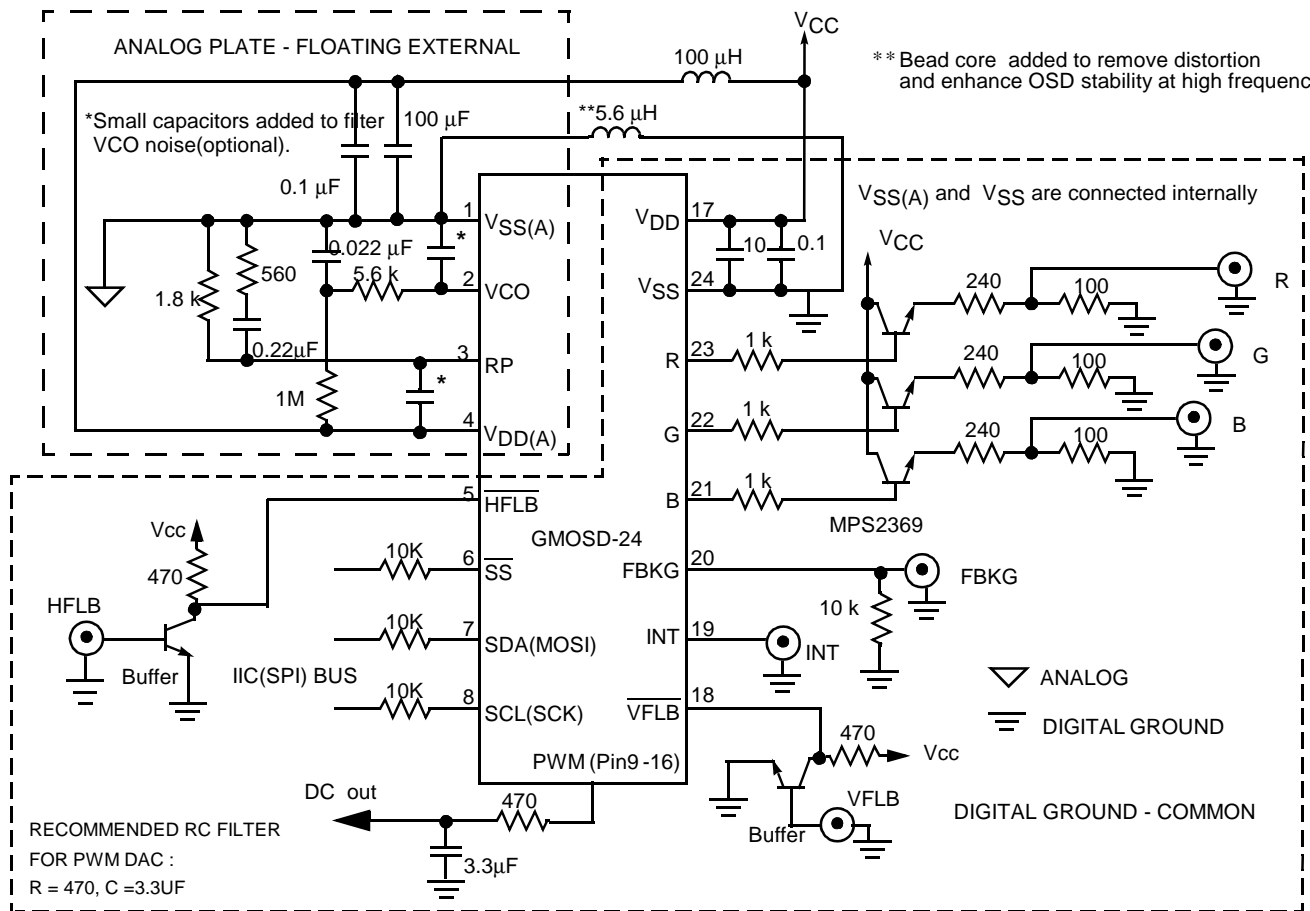 ANALOG PLATE - FLOATING EXTERNAL
VCC
100 μH
** Bead core added to remove distortion
and enhance OSD stability at high frequenc
*Small capacitors added to filter
VCO noise(optional).
100 μF
**5.6 μH
0.1 μF
VSS(A) and VSS are connected internally
1
VSS(A)
VDD
17
*
10
0.1
VCC
0.022 μF
560
5.6 k
1.8 k
2
VCO
VSS
24
240
100
R
0.22μF
3
RP
R
23
1 k
240
100
G
1M
*
4
VDD(A)
G
22
1 k
240
100
B
5
HFLB
B
21
1 k
MPS2369
GMOSD-24
Vcc
470
10K
6
SS
FBKG
20
FBKG
HFLB
10 k
10K
7
SDA(MOSI)
INT
19
INT
Buffer
IIC(SPI) BUS
ANALOG
10K
8
SCL(SCK)
VFLB
18
DIGITAL GROUND
470
Vcc
PWM (Pin9 -16)
DC out
470
VFLB
Buffer
DIGITAL GROUND - COMMON
3.3μF
RECOMMENDED RC FILTER
FOR PWM DAC :
R = 470, C =3.3UF